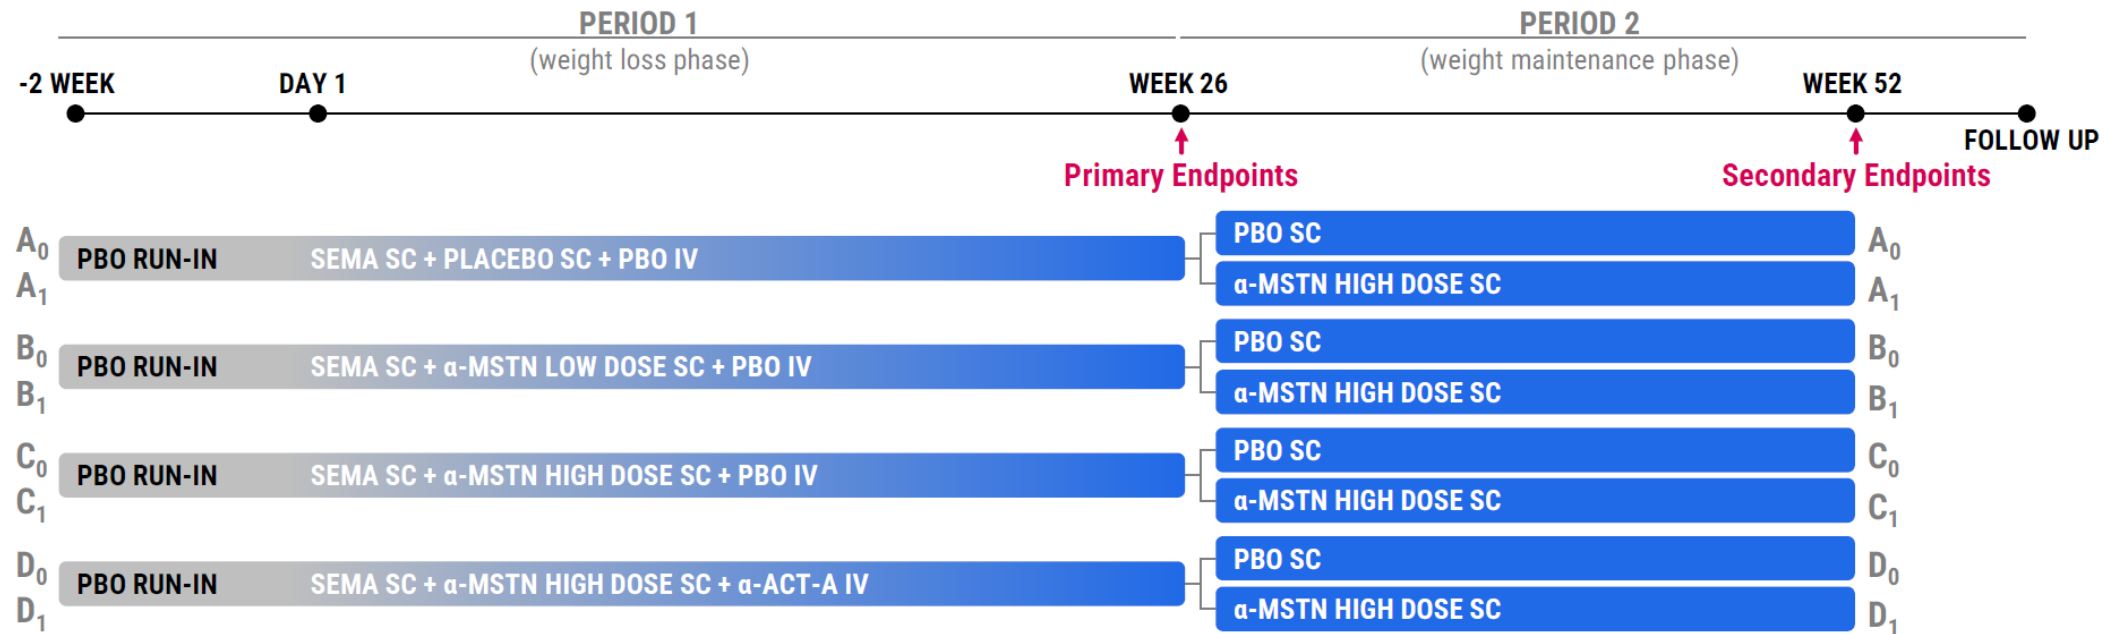 PERIOD 1
PERIOD 2
(weight loss phase)
(weight maintenance phase)
-2 WEEK
DAY 1
WEEK 26
WEEK 52
FOLLOW UP
Primary Endpoints
Secondary Endpoints
A0
A1
PBO RUN-IN
SEMA SC + PLACEBO SC + PBO IV
PBO SC
α-MSTN HIGH DOSE SC
A0
A1
B0
B1
PBO RUN-IN
SEMA SC + α-MSTN LOW DOSE SC + PBO IV
PBO SC
α-MSTN HIGH DOSE SC
B0
B1
C0
C1
PBO RUN-IN
SEMA SC + α-MSTN HIGH DOSE SC + PBO IV
PBO SC
α-MSTN HIGH DOSE SC
C0
C1
D0
D1
PBO RUN-IN
SEMA SC + α-MSTN HIGH DOSE SC + α-ACT-A IV
PBO SC
α-MSTN HIGH DOSE SC
D0
D1